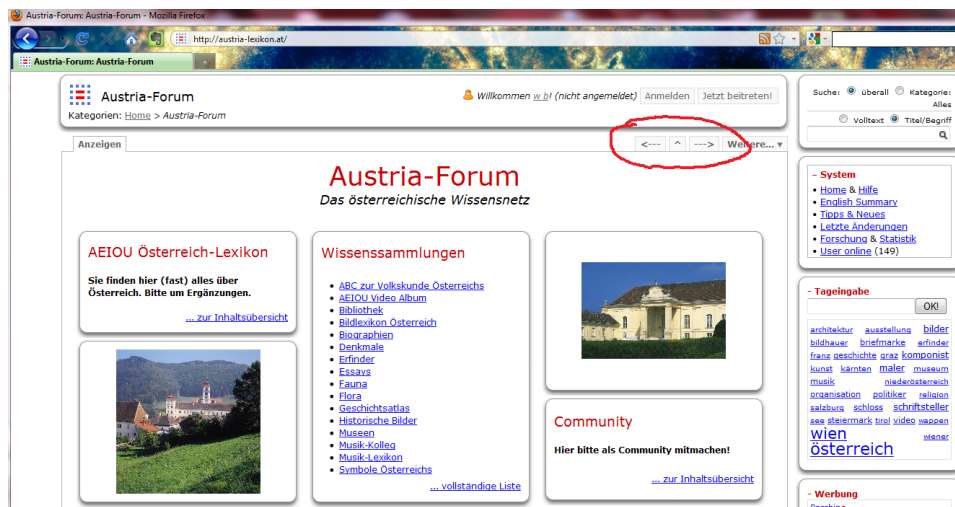 Austria-Forum: Austria-Forum - Mozilla Firefox
http://austria-lexikon.at/
Austria-Forum: Austria-Forum
Austria-Forum
Willkommen w b! (nicht angemeldet) Anmelden Jetzt beitreten!
Kategorien: Home > Austria-Forum
Anzeigen
<--- ^ ---> Weitere... ▾
Austria-Forum
Das österreichische Wissensnetz
AEIOU Österreich-Lexikon
Sie finden hier (fast) alles über
Österreich. Bitte um Ergänzungen.
... zur Inhaltsübersicht
Wissenssammlungen
• ABC zur Volkskunde Österreichs
• AEIOU Video Album
• Bibliothek
• Bildlexikon Österreich
• Biographien
• Denkmale
• Erfinder
• Essays
• Fauna
• Flora
• Geschichtsatlas
• Historische Bilder
• Museen
• Musik-Kolleg
• Musik-Lexikon
• Symbole Österreichs
... vollständige Liste
Community
Hier bitte als Community mitmachen!
... zur Inhaltsübersicht
Suche: überall Kategorie:
Alles
Volltext Titel/Begriff
- System
• Home & Hilfe
• English Summary
• Tipps & Neues
• Letzte Änderungen
• Forschung & Statistik
• User online (149)
- Tageingabe
OK!
architektur ausstellung bilder
bildhauer briefmarke erfinder
franz geschichte graz komponist
kunst kärnten maler museum
musik niederösterreich
organisation politiker religion
salzburg schloss schriftsteller
see steiermark tirol video wappen
wien wiener
österreich
- Werbung